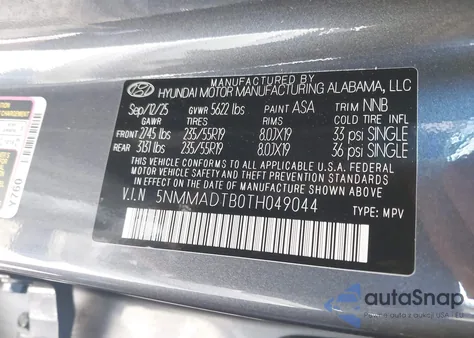 MANUFACTURED BY
HYUNDAI MOTOR MANUFACTURING ALABAMA, LLC
Sep/12/25 GVWR 5622 lbs PAINT ASA TRIM NNB
GAWR TIRES RIMS COLD TIRE INFL
FRONT 2745 lbs 235/55R19 8.0JX19 33 psi SINGLE
REAR 3131 lbs 235/55R19 8.0JX19 36 psi SINGLE
THIS VEHICLE CONFORMS TO ALL APPLICABLE U.S.A FEDERAL
MOTOR VEHICLE SAFETY, BUMPER, AND THEFT PREVENTION
STANDARDS IN EFFECT ON THE DATE OF MANUFACTURE SHOWN ABOVE.
V.I.N 5NMMADTB0TH049044
TYPE: MPV
Y760
autoSnap